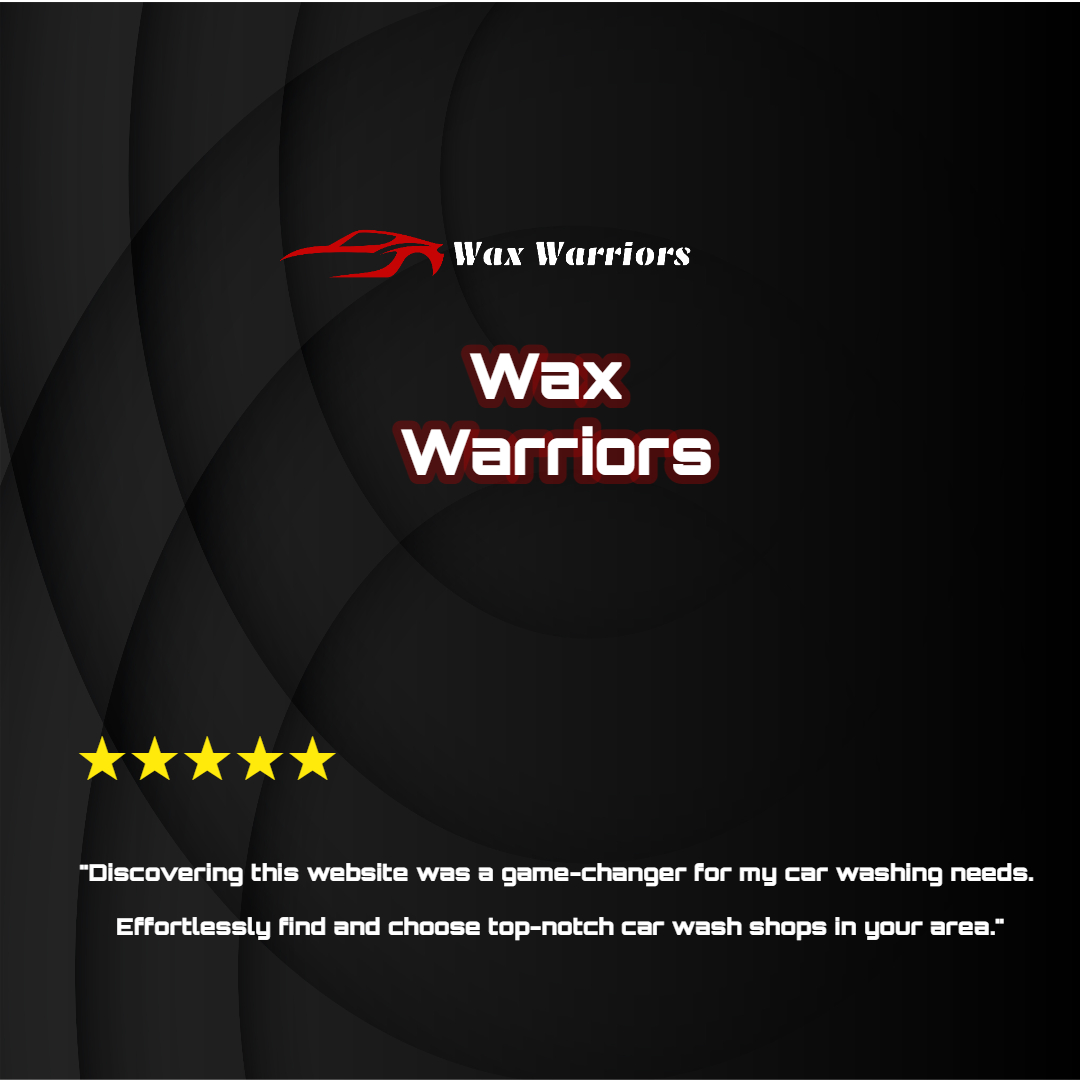 Wax Warriors
Wax
Warriors
"Discovering this website was a game-changer for my car washing needs.
Effortlessly find and choose top-notch car wash shops in your area."